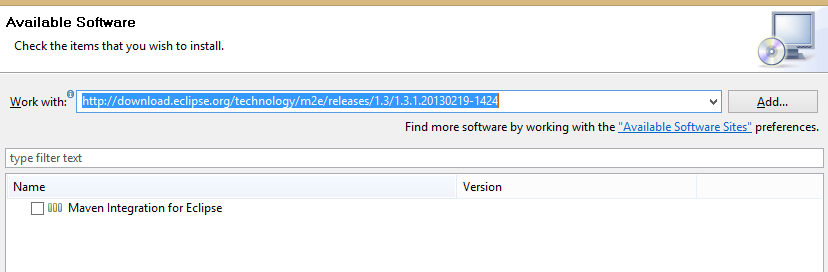 Available Software
Check the items that you wish to install.
Work with: http://download.eclipse.org/technology/m2e/releases/1.3/1.3.1.20130219-1424 Add...
Find more software by working with the "Available Software Sites" preferences.
type filter text
Name Version
Maven Integration for Eclipse